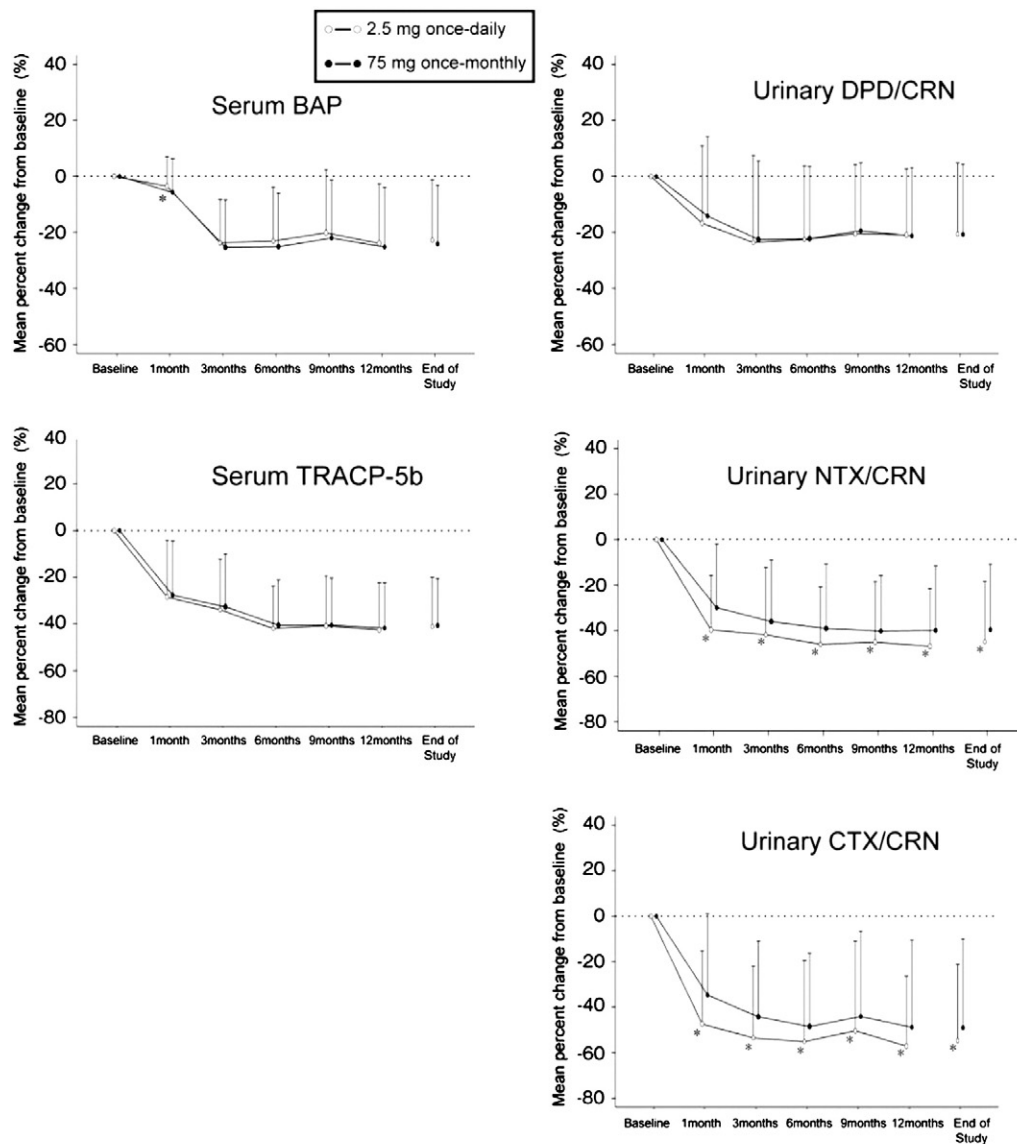 2.5 mg once-daily
75 mg once-monthly
Mean percent change from baseline (%)
Serum BAP
40
20
0
-20
-40
-60
Baseline 1month 3months 6months 9months 12months End of Study
*
Mean percent change from baseline (%)
Urinary DPD/CRN
40
20
0
-20
-40
-60
Baseline 1month 3months 6months 9months 12months End of Study
Mean percent change from baseline (%)
Serum TRACP-5b
40
20
0
-20
-40
-60
-80
Baseline 1month 3months 6months 9months 12months End of Study
Mean percent change from baseline (%)
Urinary NTX/CRN
40
20
0
-20
-40
-60
-80
* * * * * *
Baseline 1month 3months 6months 9months 12months End of Study
Mean percent change from baseline (%)
Urinary CTX/CRN
40
20
0
-20
-40
-60
-80
* * * * * *
Baseline 1month 3months 6months 9months 12months End of Study